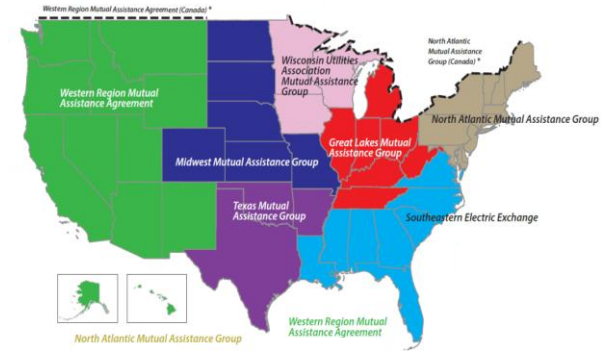 Western Region Mutual Assistance Agreement (Canada) *
North Atlantic
Mutual Assistance
Group (Canada) *
Wisconsin Utilities
Association
Mutual Assistance
Group
Western Region Mutual
Assistance Agreement
North Atlantic Mutual Assistance Group
Great Lakes Mutual
Assistance Group
Midwest Mutual Assistance Group
Texas Mutual
Assistance Group
Southeastern Electric Exchange
Western Region Mutual
Assistance Agreement
North Atlantic Mutual Assistance Group